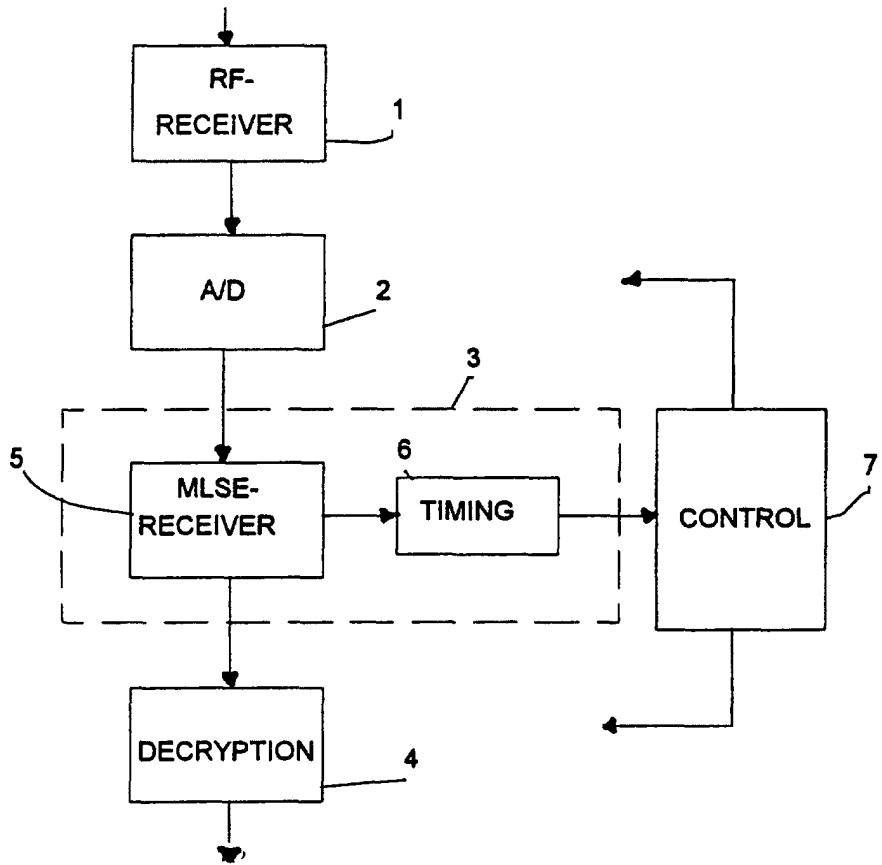 RF-
RECEIVER
1
A/D
2
3
5
MLSE-
RECEIVER
6
TIMING
CONTROL
7
DECRYPTION
4